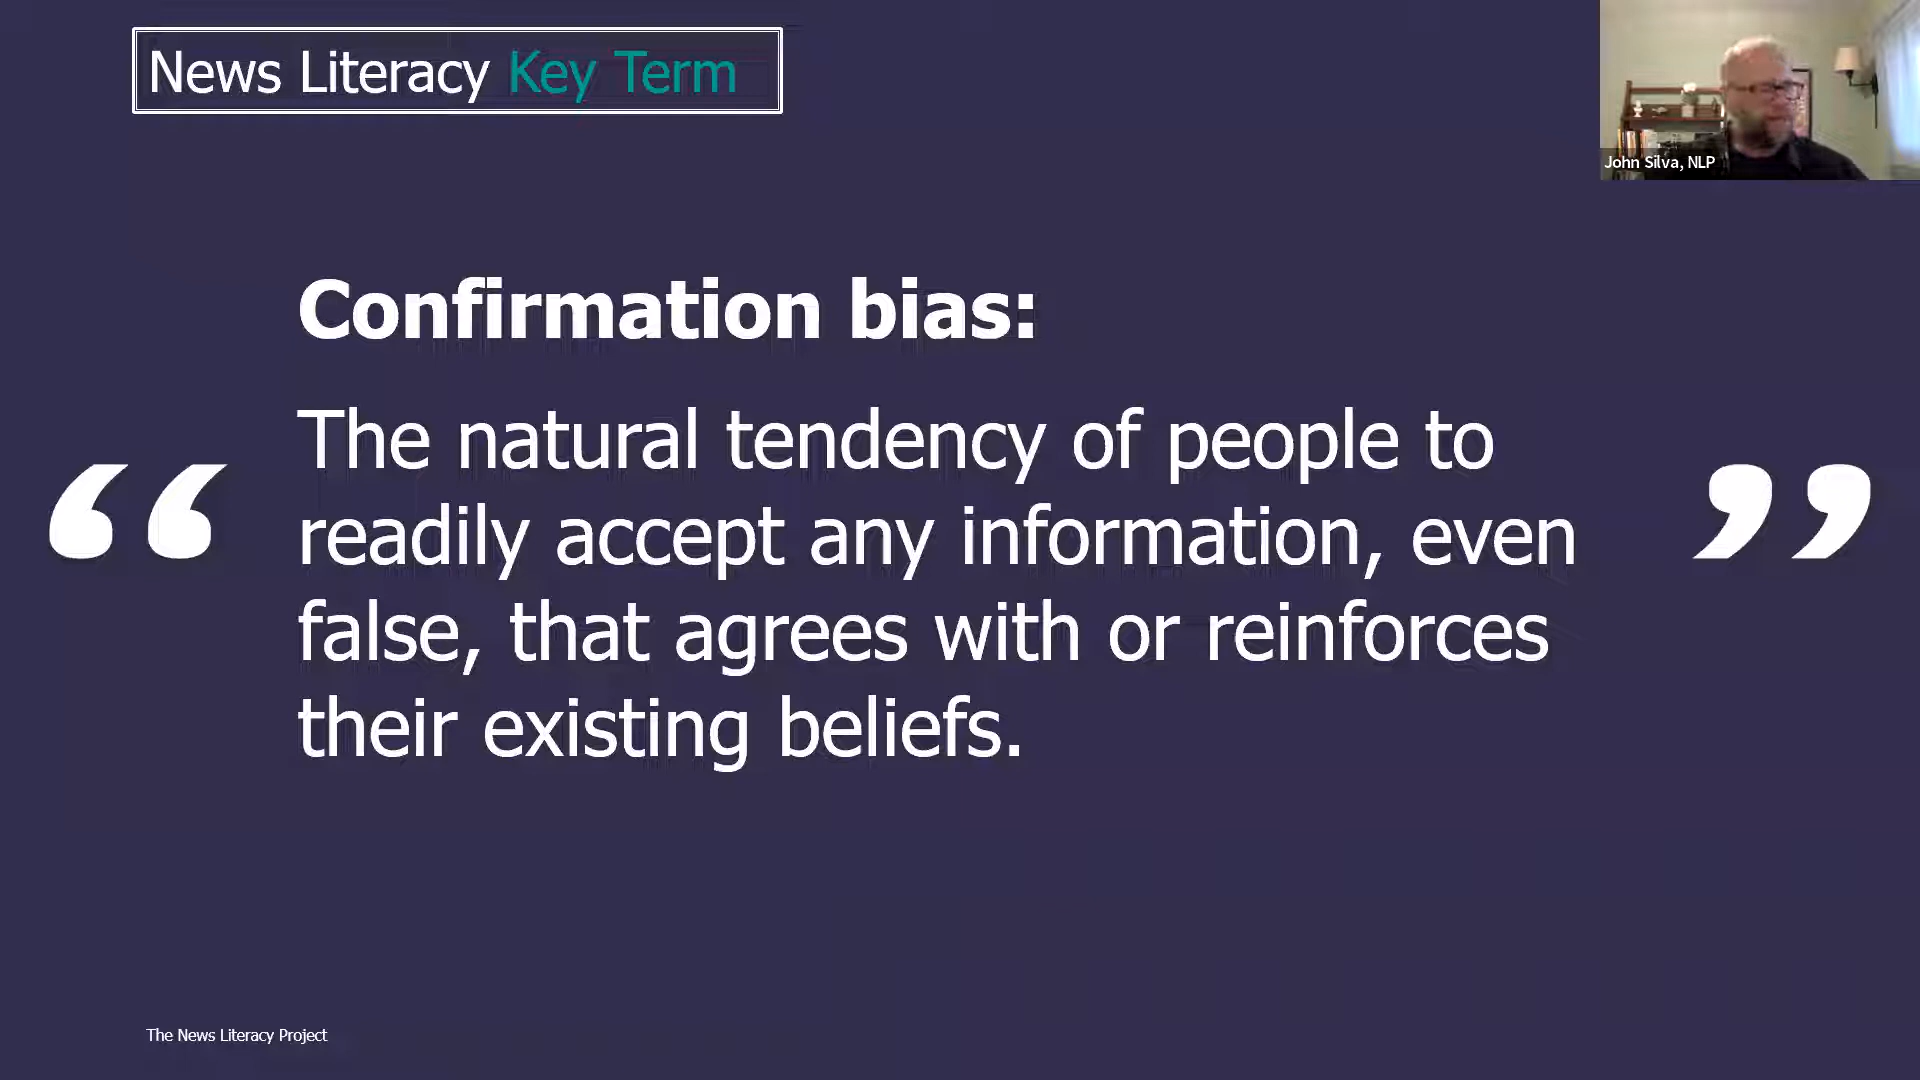 News Literacy Key Term
John Silva, NLP
Confirmation bias:
“
The natural tendency of people to
readily accept any information, even
false, that agrees with or reinforces
their existing beliefs.
”
The News Literacy Project